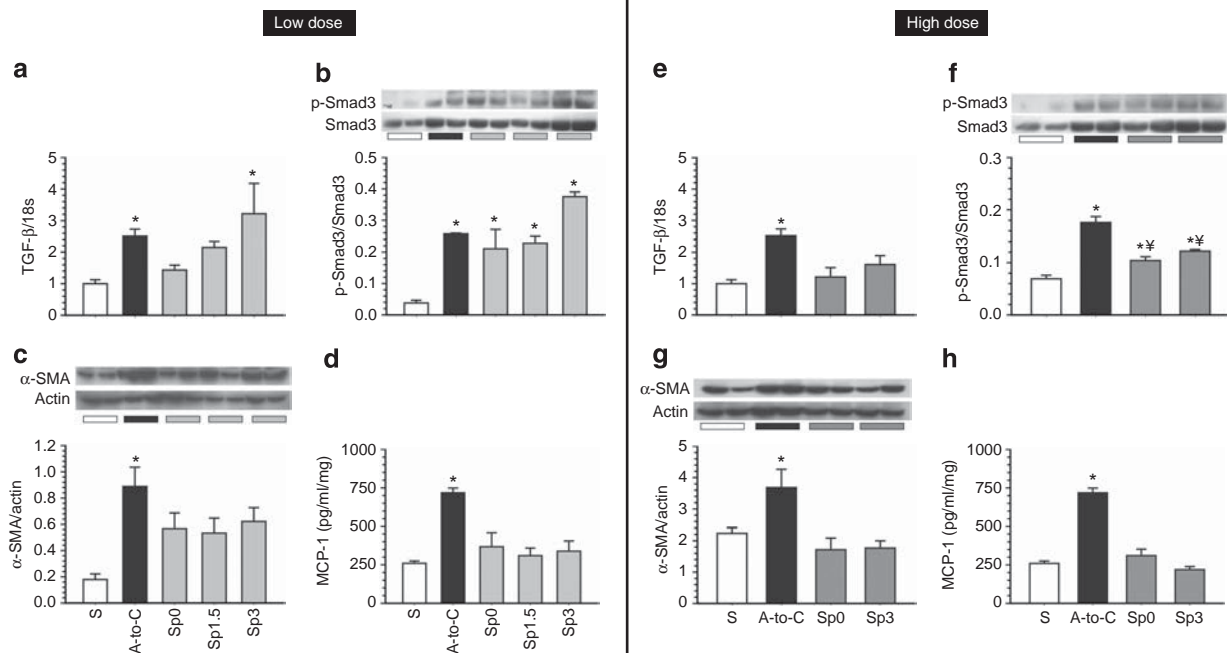 Low dose
High dose
a
b
p-Smad3
Smad3
TGF-β/18s
5
4
3
2
1
0
*
*
p-Smad3/Smad3
0.5
0.4
0.3
0.2
0.1
0.0
*
*
*
*
c
α-SMA
Actin
α-SMA/actin
1.2
1.0
0.8
0.6
0.4
0.2
0.0
*
S
A-to-C
Sp0
Sp1.5
Sp3
d
MCP-1 (pg/ml/mg)
1000
750
500
250
0
*
S
A-to-C
Sp0
Sp1.5
Sp3
e
TGF-β/18s
5
4
3
2
1
0
*
f
p-Smad3
Smad3
p-Smad3/Smad3
0.3
0.2
0.1
0.0
*
*¥
*¥
g
α-SMA
Actin
α-SMA/actin
5
4
3
2
1
0
*
S A-to-C Sp0 Sp3
h
MCP-1 (pg/ml/mg)
1000
750
500
250
0
*
S A-to-C Sp0 Sp3